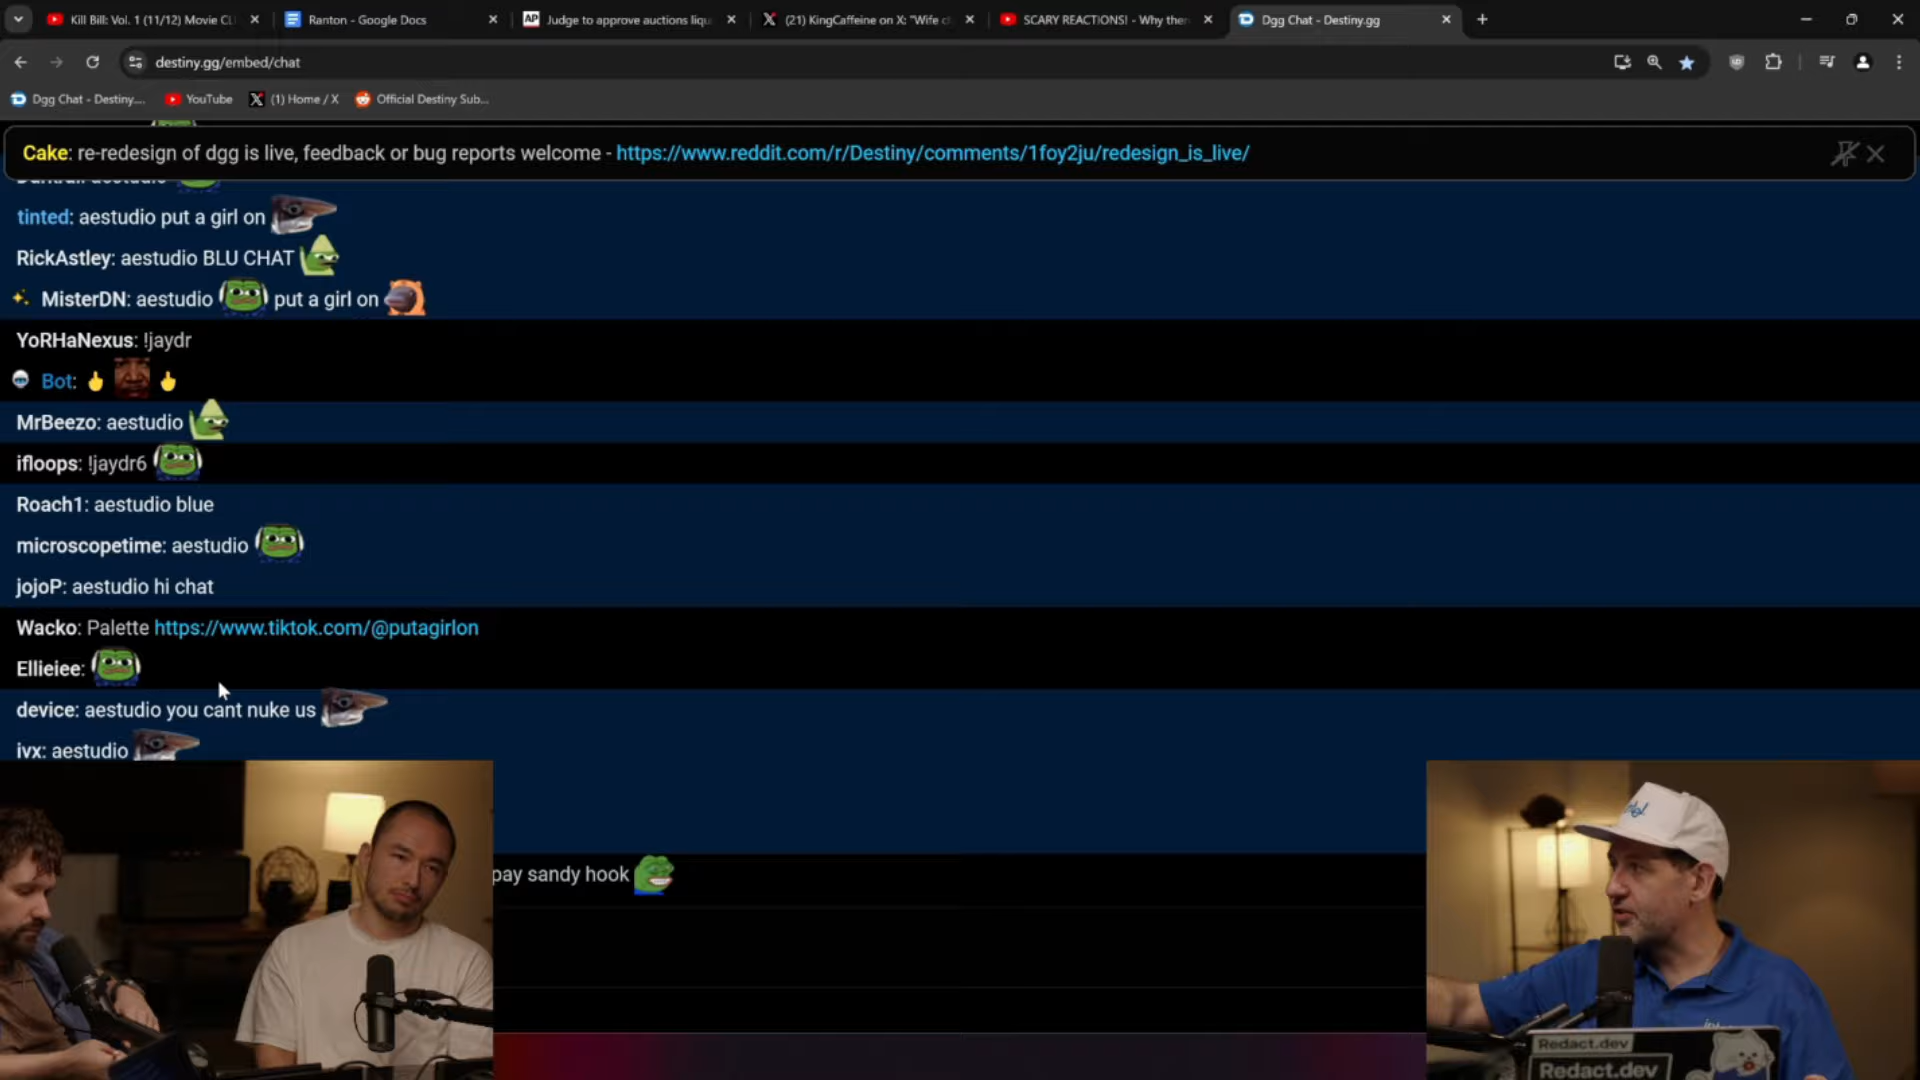 Kill Bill: Vol. 1 (11/12) Movie CL
Ranton - Google Docs
Judge to approve auctions liqu
(21) KingCaffeine on X: "Wife c
SCARY REACTIONS! - Why ther
Dgg Chat - Destiny.gg
destiny.gg/embed/chat
Dgg Chat - Destiny....
YouTube
(1) Home / X
Official Destiny Sub...
Cake: re-redesign of dgg is live, feedback or bug reports welcome - https://www.reddit.com/r/Destiny/comments/1foy2ju/redesign_is_live/
tinted: aestudio put a girl on
RickAstley: aestudio BLU CHAT
MisterDN: aestudio put a girl on
YoRHaNexus: !jaydr
Bot:
MrBeezo: aestudio
ifloops: !jaydr6
Roach1: aestudio blue
microscopetime: aestudio
jojoP: aestudio hi chat
Wacko: Palette https://www.tiktok.com/@putagirlon
Ellieiee:
device: aestudio you cant nuke us
ivx: aestudio
pay sandy hook
Redact.dev
Redact.dev